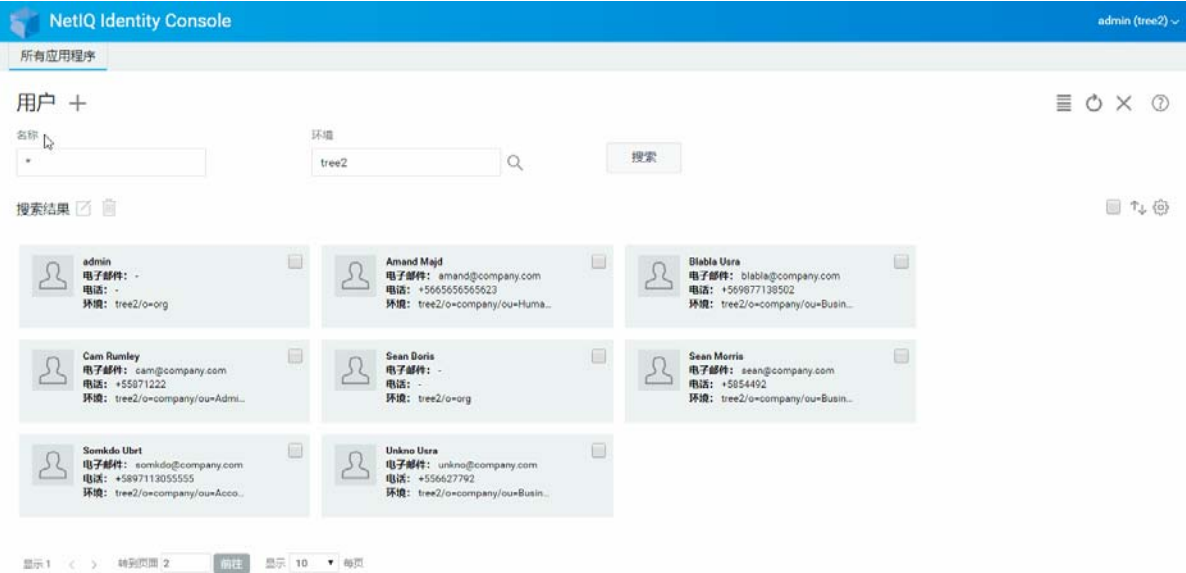 NetIQ Identity Console
admin (tree2)
所有应用程序
用户
名称
环境
*
tree2
搜索
搜索结果
admin
电子邮件: -
电话: -
环境: tree2/o=org
Amand Majd
电子邮件: amand@company.com
电话: +5665656565623
环境: tree2/o=company/ou=Huma...
Blabla Usra
电子邮件: blabla@company.com
电话: +569877138502
环境: tree2/o=company/ou=Busin...
Cam Rumley
电子邮件: cam@company.com
电话: +55871222
环境: tree2/o=company/ou=Admi...
Sean Boris
电子邮件: -
电话: -
环境: tree2/o=org
Sean Morris
电子邮件: sean@company.com
电话: +5854492
环境: tree2/o=company/ou=Busin...
Somkdo Ubrt
电子邮件: somkdo@company.com
电话: +5897113055555
环境: tree2/o=company/ou=Acco...
Unkno Usra
电子邮件: unkno@company.com
电话: +556627792
环境: tree2/o=company/ou=Busin...
显示 1 < > 转到页面 2 前往 显示 10 每页